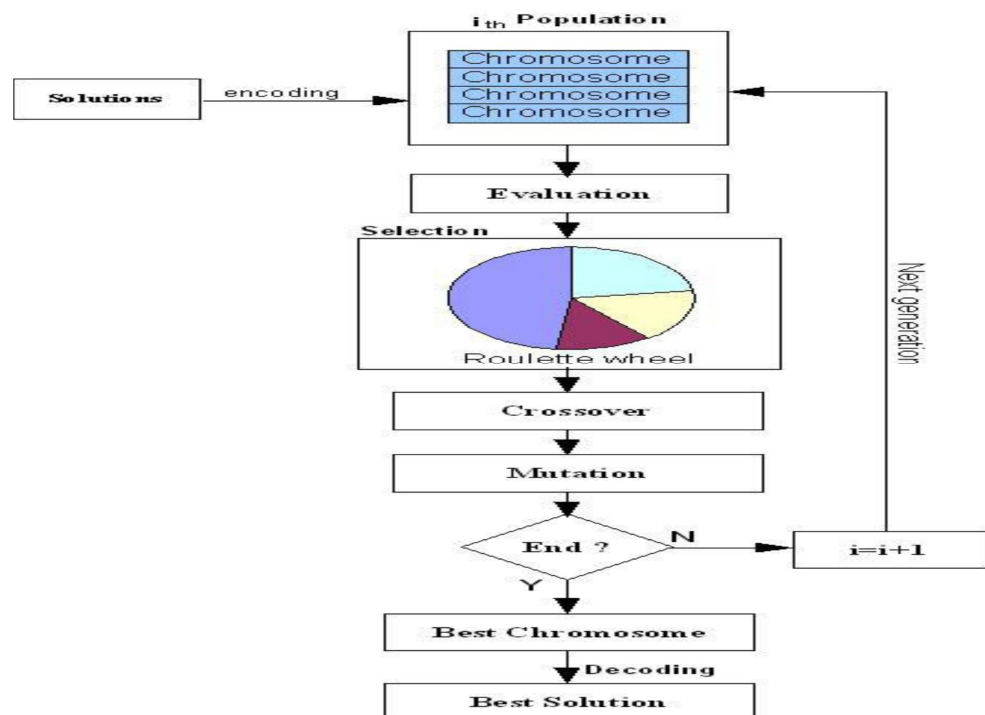 i th Population
Chromosome
Chromosome
Chromosome
Chromosome
Solutions
encoding
Evaluation
Selection
Roulette wheel
Crossover
Mutation
End ?
N
i=i+1
Next generation
Y
Best Chromosome
Decoding
Best Solution